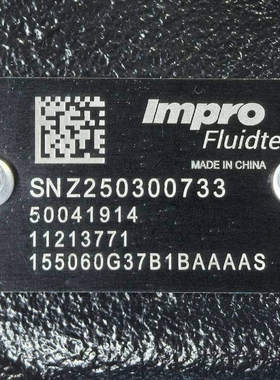 Impro
Fluidte
MADE IN CHINA
SNZ250300733
50041914
11213771
155060G37B1BAAAAS